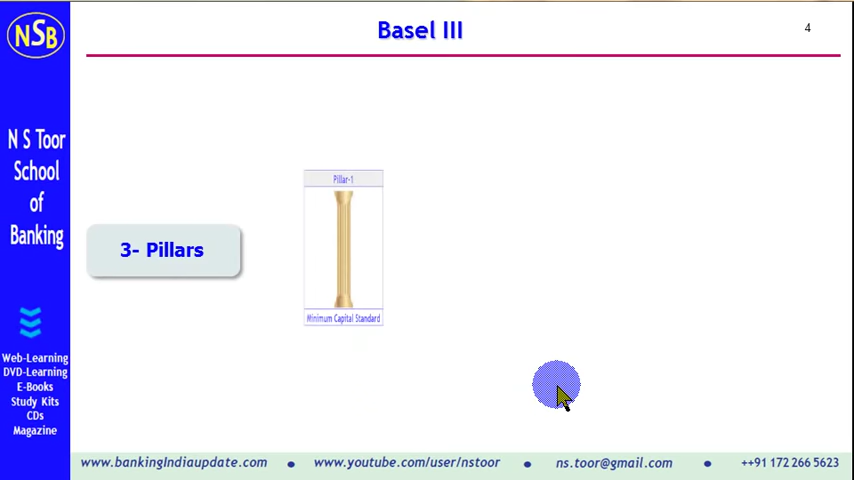 NSB
Basel III
4
N S Toor
School
of
Banking
Pillar-1
3- Pillars
Minimum Capital Standard
Web-Learning
DVD-Learning
E-Books
Study Kits
CDs
Magazine
www.bankingIndiaupdate.com • www.youtube.com/user/nstoor • ns.toor@gmail.com • ++91 172 266 5623